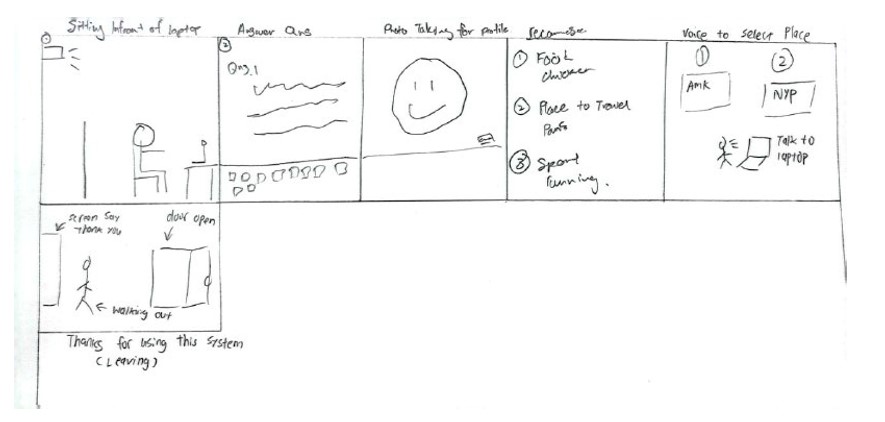 Sitting Infront of laptop
①
Answer Qns
②
Qns.1
Photo Taking for profile
① Food
chicken
② Place to Travel
Paris
③ Sport
running.
Voice to select Place
①
AMK
②
NYP
Talk to
laptop
screen say
thank you
door open
walking out
Thanks for using this system
(Leaving)